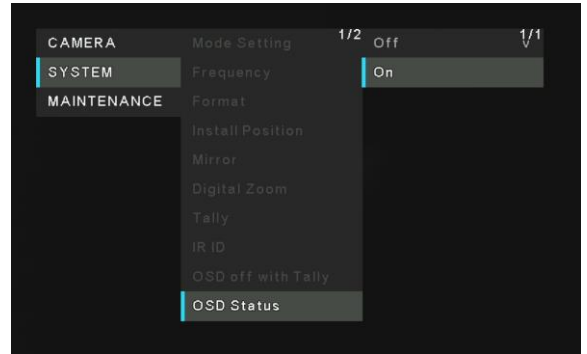 CAMERA
SYSTEM
MAINTENANCE
1/2
Mode Setting
Frequency
Format
Install Position
Mirror
Digital Zoom
Tally
IR ID
OSD off with Tally
OSD Status
1/1
Off
On